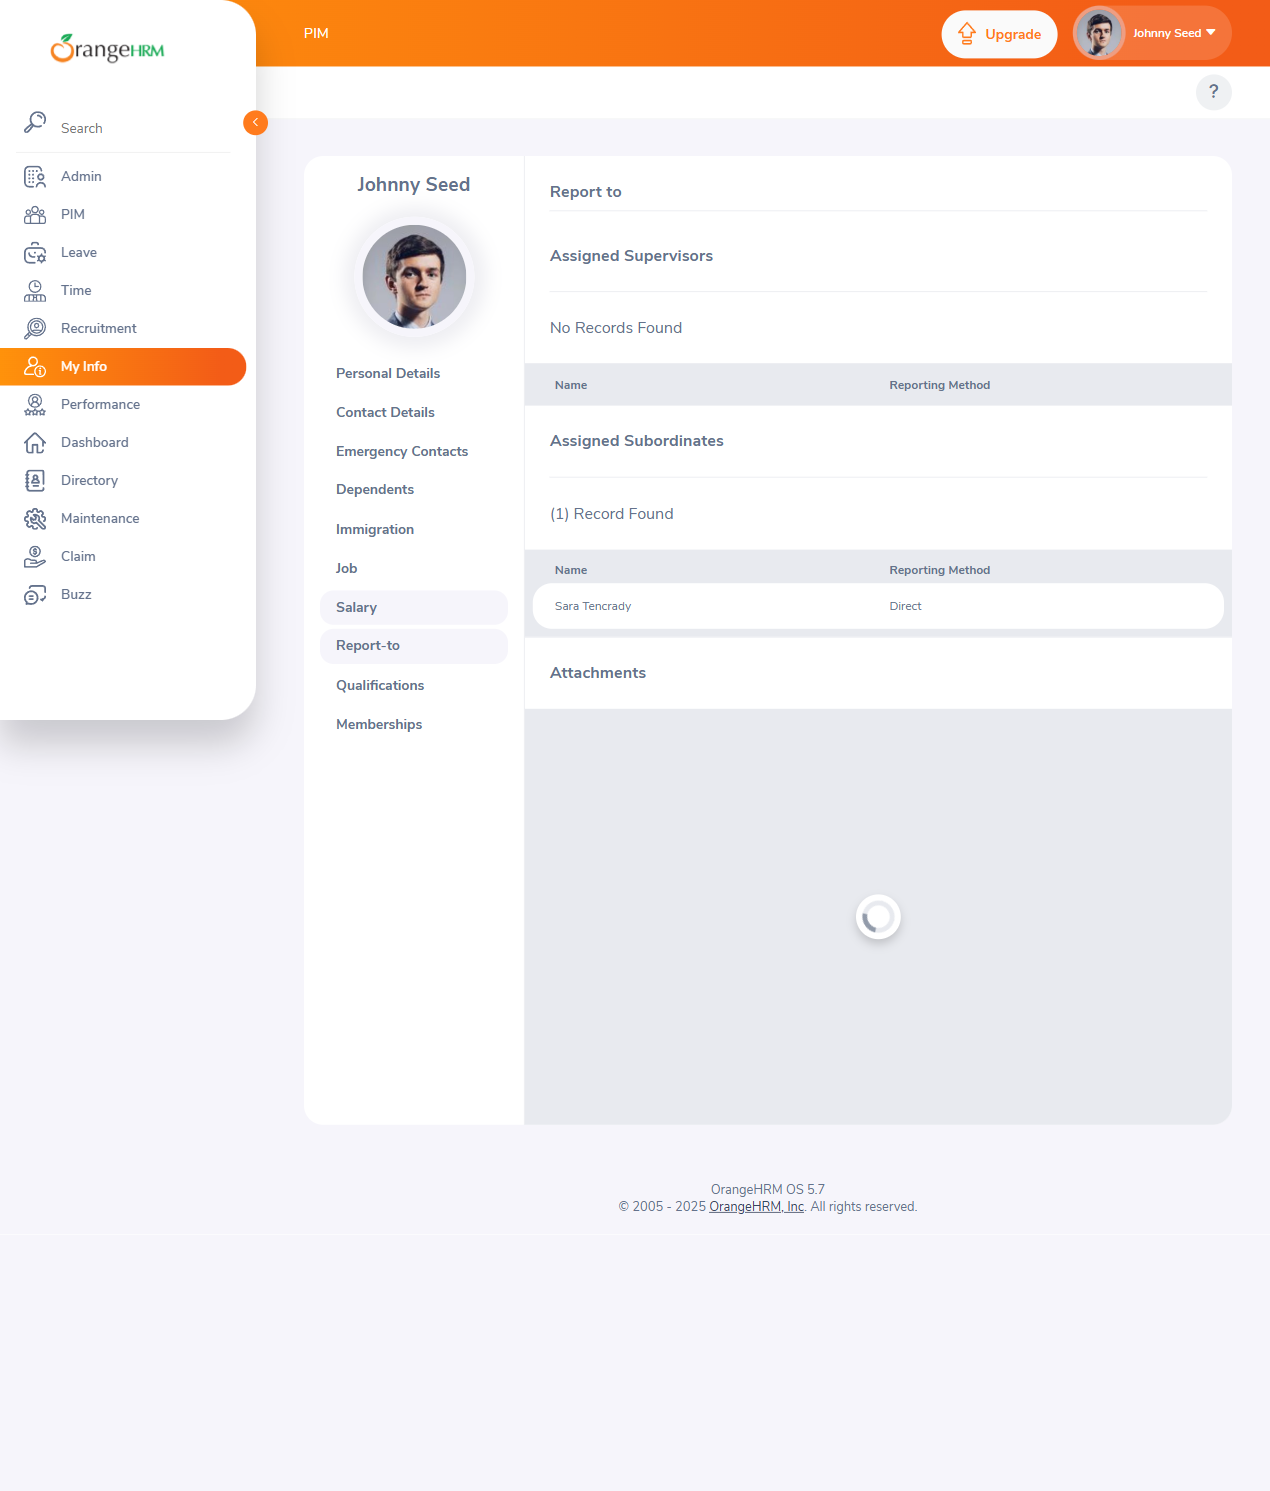 OrangeHRM
PIM
Upgrade
Johnny Seed
?
Search
Admin
PIM
Leave
Time
Recruitment
My Info
Performance
Dashboard
Directory
Maintenance
Claim
Buzz
Johnny Seed
Personal Details
Contact Details
Emergency Contacts
Dependents
Immigration
Job
Salary
Report-to
Qualifications
Memberships
Report to
Assigned Supervisors
No Records Found
Name Reporting Method
Assigned Subordinates
(1) Record Found
Name Reporting Method
Sara Tencrady Direct
Attachments
OrangeHRM OS 5.7
© 2005 - 2025 OrangeHRM, Inc. All rights reserved.